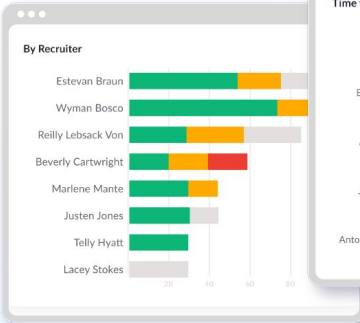 Time
By Recruiter
Estevan Braun
Wyman Bosco
Reilly Lebsack Von
Beverly Cartwright
Marlene Mante
Justen Jones
Telly Hyatt
Lacey Stokes
20 40 60 80
E
Anto